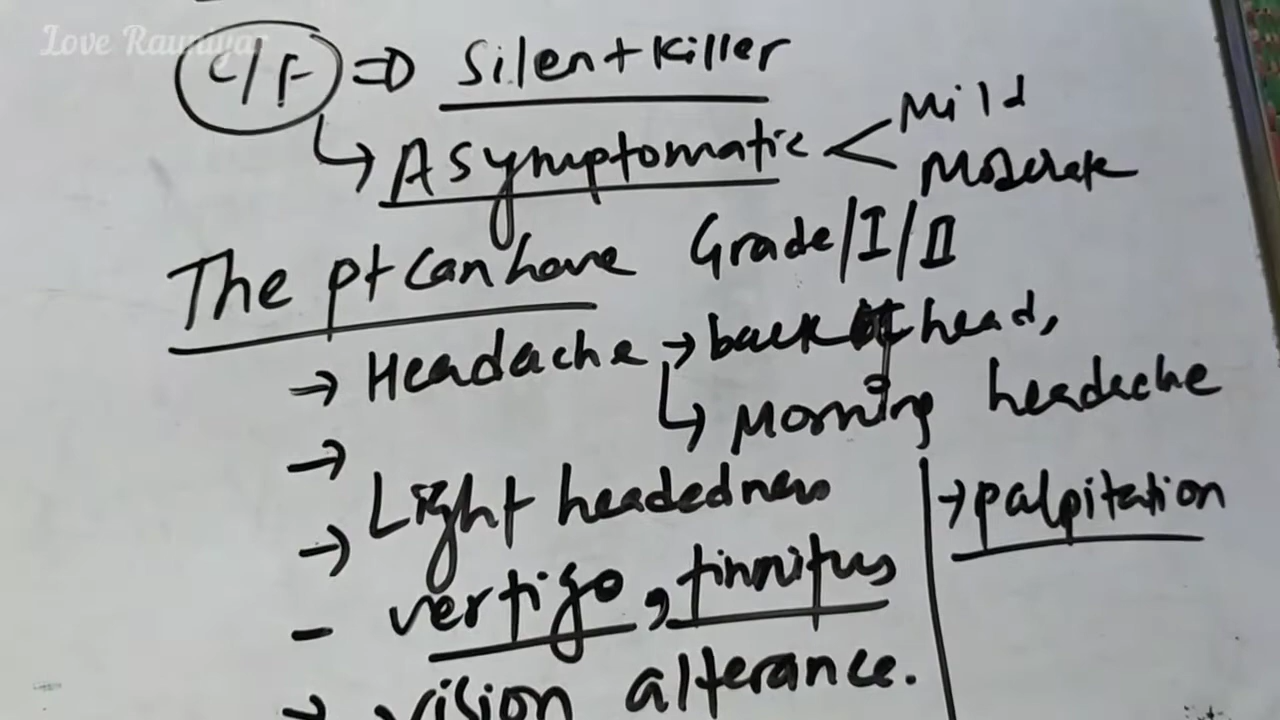 Love Rauniyar
C/F => Silent Killer
↳ Asymptomatic < Mild
Moderate
The pt can have Grade/I/II
→ Headache → back of head,
↳ Morning headache
→ Light headedness
→ palpitation
- vertigo, tinnitus
→ vision alterance.